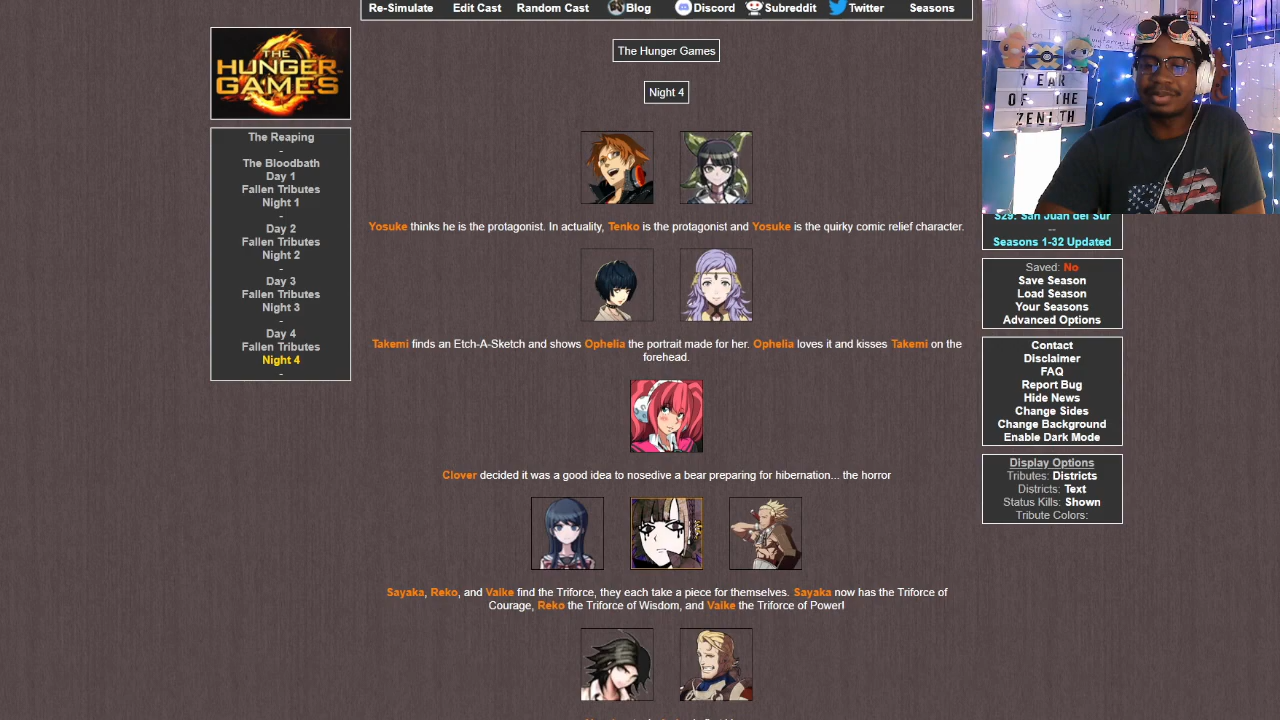 Re-Simulate Edit Cast Random Cast Blog Discord Subreddit Twitter Seasons
THE
HUNGER
GAMES
The Reaping
-
The Bloodbath
Day 1
Fallen Tributes
Night 1
-
Day 2
Fallen Tributes
Night 2
-
Day 3
Fallen Tributes
Night 3
-
Day 4
Fallen Tributes
Night 4
-
The Hunger Games
Night 4
Yosuke thinks he is the protagonist. In actuality, Tenko is the protagonist and Yosuke is the quirky comic relief character.
Takemi finds an Etch-A-Sketch and shows Ophelia the portrait made for her. Ophelia loves it and kisses Takemi on the
forehead.
Clover decided it was a good idea to nosedive a bear preparing for hibernation... the horror
Sayaka, Reko, and Vaike find the Triforce, they each take a piece for themselves. Sayaka now has the Triforce of
Courage, Reko the Triforce of Wisdom, and Vaike the Triforce of Power!
YEAR
OF THE
ZENITH
S29: San Juan del Sur
--
Seasons 1-32 Updated
Saved: No
Save Season
Load Season
Your Seasons
Advanced Options
Contact
Disclaimer
FAQ
Report Bug
Hide News
Change Sides
Change Background
Enable Dark Mode
Display Options
Tributes: Districts
Districts: Text
Status Kills: Shown
Tribute Colors: